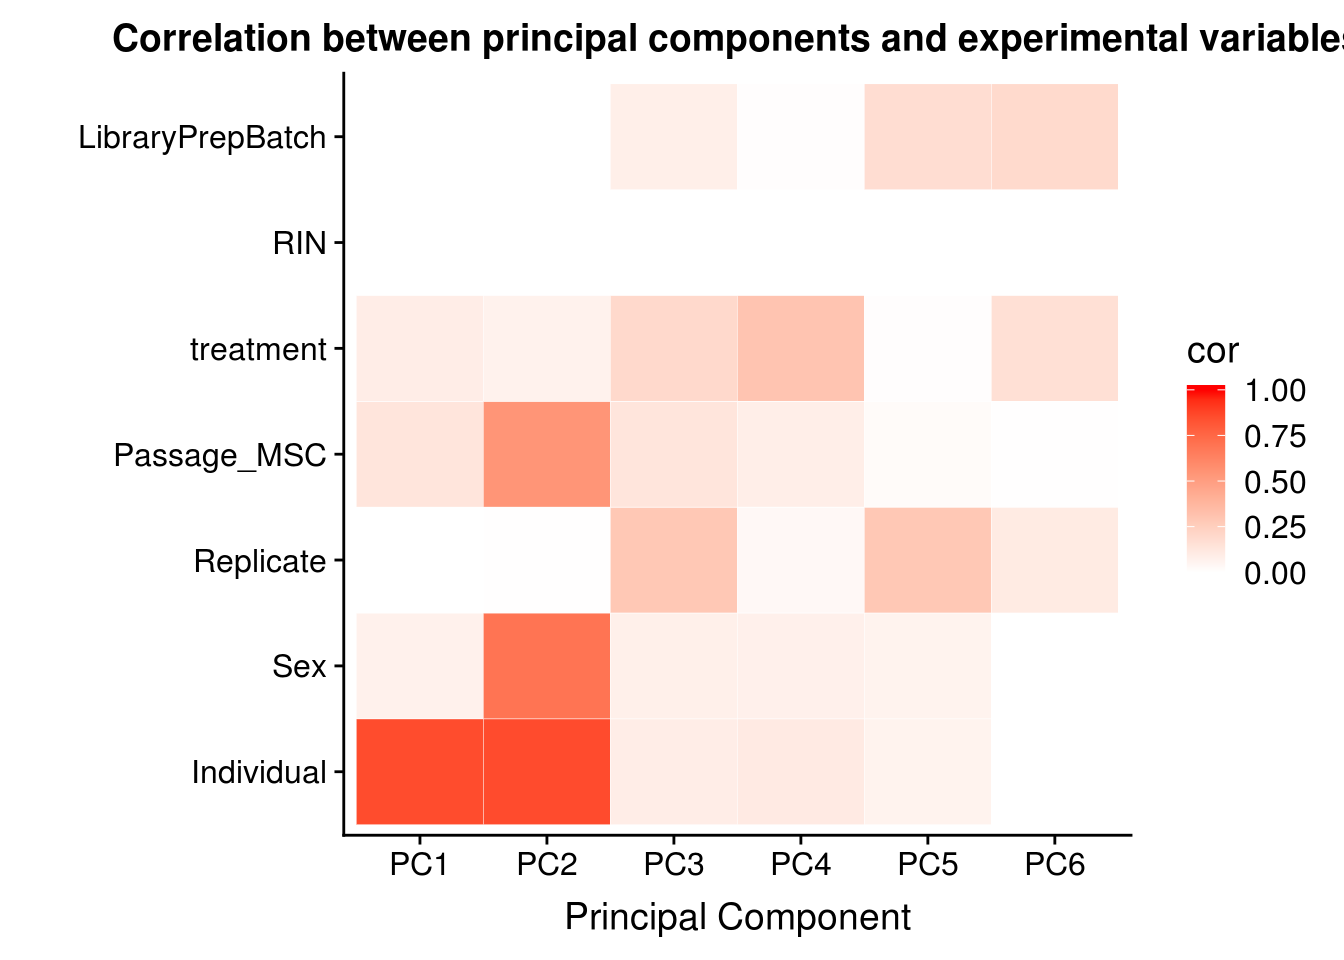 Correlation between principal components and experimental variables
LibraryPrepBatch
RIN
treatment
Passage_MSC
Replicate
Sex
Individual
PC1 PC2 PC3 PC4 PC5 PC6
Principal Component
cor
1.00
0.75
0.50
0.25
0.00